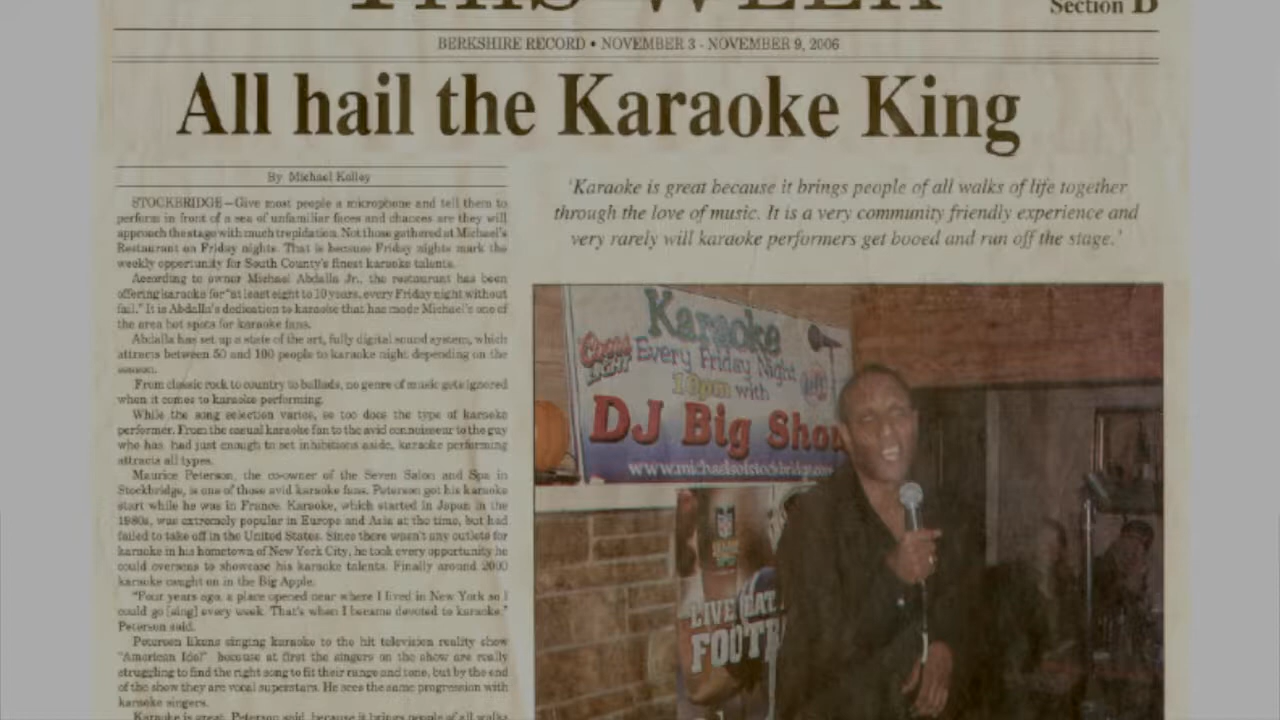 THIS WEEK
Section B
BERKSHIRE RECORD • NOVEMBER 3 - NOVEMBER 9, 2006
All hail the Karaoke King
By Michael Kelley
STOCKBRIDGE—Give most people a microphone and tell them to
perform in front of a sea of unfamiliar faces and chances are they will
approach the stage with much trepidation. Not those gathered at Michael's
Restaurant on Friday nights. That is because Friday nights mark the
weekly opportunity for South County's finest karaoke talents.
According to owner Michael Abdalla Jr., the restaurant has been
offering karaoke for "at least eight to 10 years, every Friday night without
fail." It is Abdalla's dedication to karaoke that has made Michael's one of
the area hot spots for karaoke fans.
Abdalla has set up a state of the art, fully digital sound system, which
attracts between 50 and 100 people to karaoke night depending on the
season.
From classic rock to country to ballads, no genre of music gets ignored
when it comes to karaoke performing.
While the song selection varies, so too does the type of karaoke
performer. From the casual karaoke fan to the avid connoisseur to the guy
who has had just enough to set inhibitions aside, karaoke performing
attracts all types.
Maurice Peterson, the co-owner of the Seven Salon and Spa in
Stockbridge, is one of those avid karaoke fans. Peterson got his karaoke
start while he was in France. Karaoke, which started in Japan in the
1980s, was extremely popular in Europe and Asia at the time, but had
failed to take off in the United States. Since there wasn't any outlets for
karaoke in his hometown of New York City, he took every opportunity he
could overseas to showcase his karaoke talents. Finally around 2000
karaoke caught on in the Big Apple.
"Four years ago, a place opened near where I lived in New York so I
could go [sing] every week. That's when I became devoted to karaoke,"
Peterson said.
Peterson likens singing karaoke to the hit television reality show
"American Idol" because at first the singers on the show are really
struggling to find the right song to fit their range and tone, but by the end
of the show they are vocal superstars. He sees the same progression with
karaoke singers.
Karaoke is great, Peterson said, because it brings people of all walks
'Karaoke is great because it brings people of all walks of life together
through the love of music. It is a very community friendly experience and
very rarely will karaoke performers get booed and run off the stage.'
Karaoke
Coors
LIGHT
Every Friday Night
10pm with
DJ Big Shot
www.michaelsofstockbridge.com
NFL
LIVE EAT
FOOTB